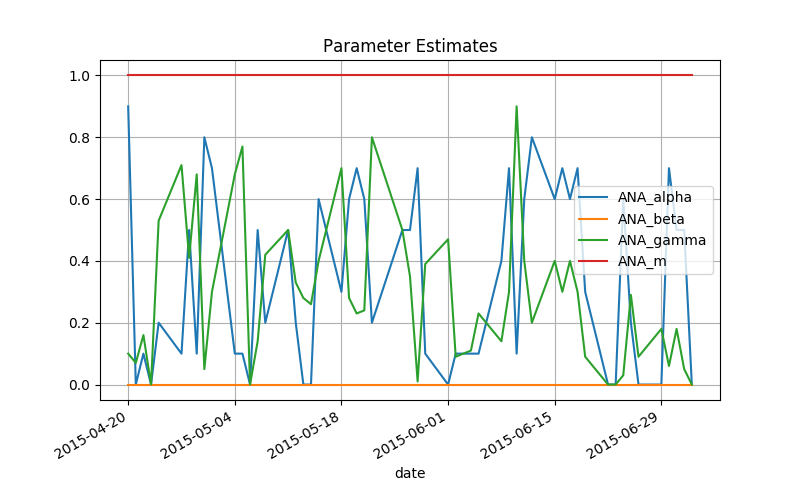 Parameter Estimates
1.0
0.8
0.6
0.4
0.2
0.0
ANA_alpha
ANA_beta
ANA_gamma
ANA_m
2015-04-20
2015-05-04
2015-05-18
2015-06-01
2015-06-15
2015-06-29
date